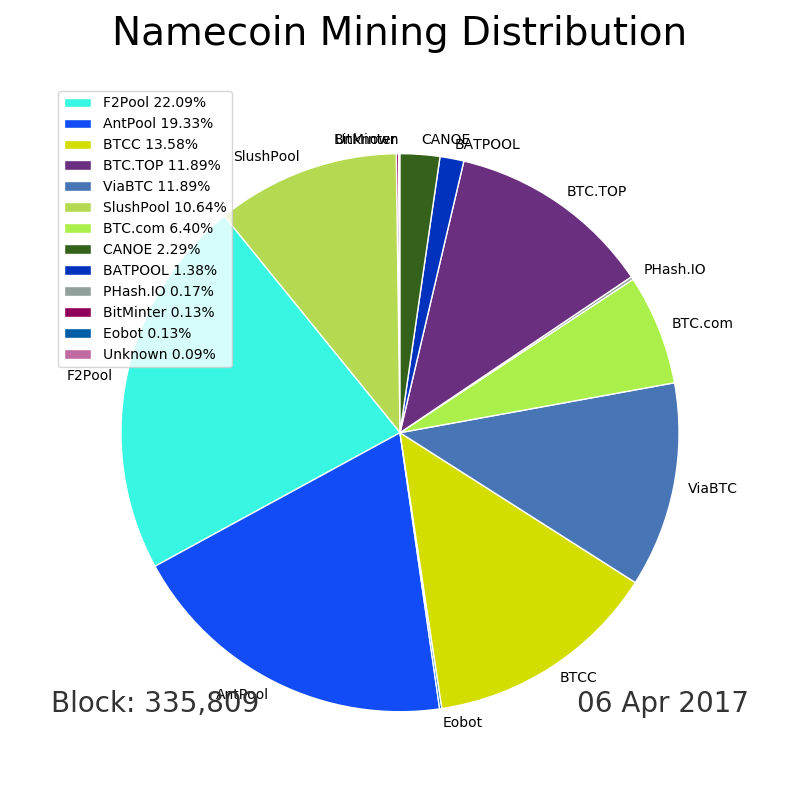 Namecoin Mining Distribution
F2Pool 22.09%
AntPool 19.33%
BTCC 13.58%
BTC.TOP 11.89%
ViaBTC 11.89%
SlushPool 10.64%
BTC.com 6.40%
CANOE 2.29%
BATPOOL 1.38%
PHash.IO 0.17%
BitMinter 0.13%
Eobot 0.13%
Unknown 0.09%
BitMinter
Unknown
CANOE
BATPOOL
SlushPool
BTC.TOP
PHash.IO
BTC.com
F2Pool
ViaBTC
BTCC
AntPool
Eobot
Block: 335,809
06 Apr 2017